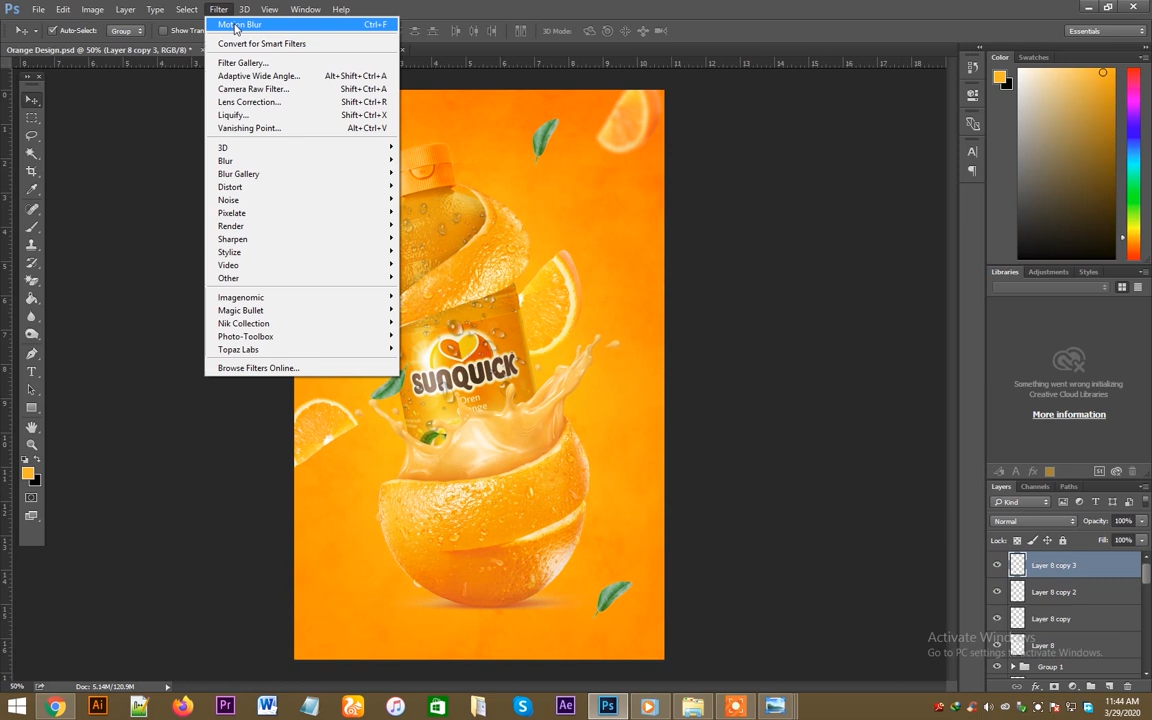 Ps File Edit Image Layer Type Select Filter 3D View Window Help
Auto-Select: Group Show Tran 3D Mode: Essentials
Orange Design.psd @ 50% (Layer 8 copy 3, RGB/8) *
Motion Blur Ctrl+F
Convert for Smart Filters
Filter Gallery...
Adaptive Wide Angle... Alt+Shift+Ctrl+A
Camera Raw Filter... Shift+Ctrl+A
Lens Correction... Shift+Ctrl+R
Liquify... Shift+Ctrl+X
Vanishing Point... Alt+Ctrl+V
3D
Blur
Blur Gallery
Distort
Noise
Pixelate
Render
Sharpen
Stylize
Video
Other
Imagenomic
Magic Bullet
Nik Collection
Photo-Toolbox
Topaz Labs
Browse Filters Online...
SUNQUICK
Oren
Color Swatches
Libraries Adjustments Styles
Something went wrong initializing
Creative Cloud Libraries
More information
Layers Channels Paths
Kind
Normal Opacity: 100%
Lock: Fill: 100%
Layer 8 copy 3
Layer 8 copy 2
Layer 8 copy
Layer 8
Group 1
Activate Windows
Go to PC settings to activate Windows.
50% Doc: 5.14M/120.9M
Ai Pr W Ae Ps
11:44 AM
3/29/2020